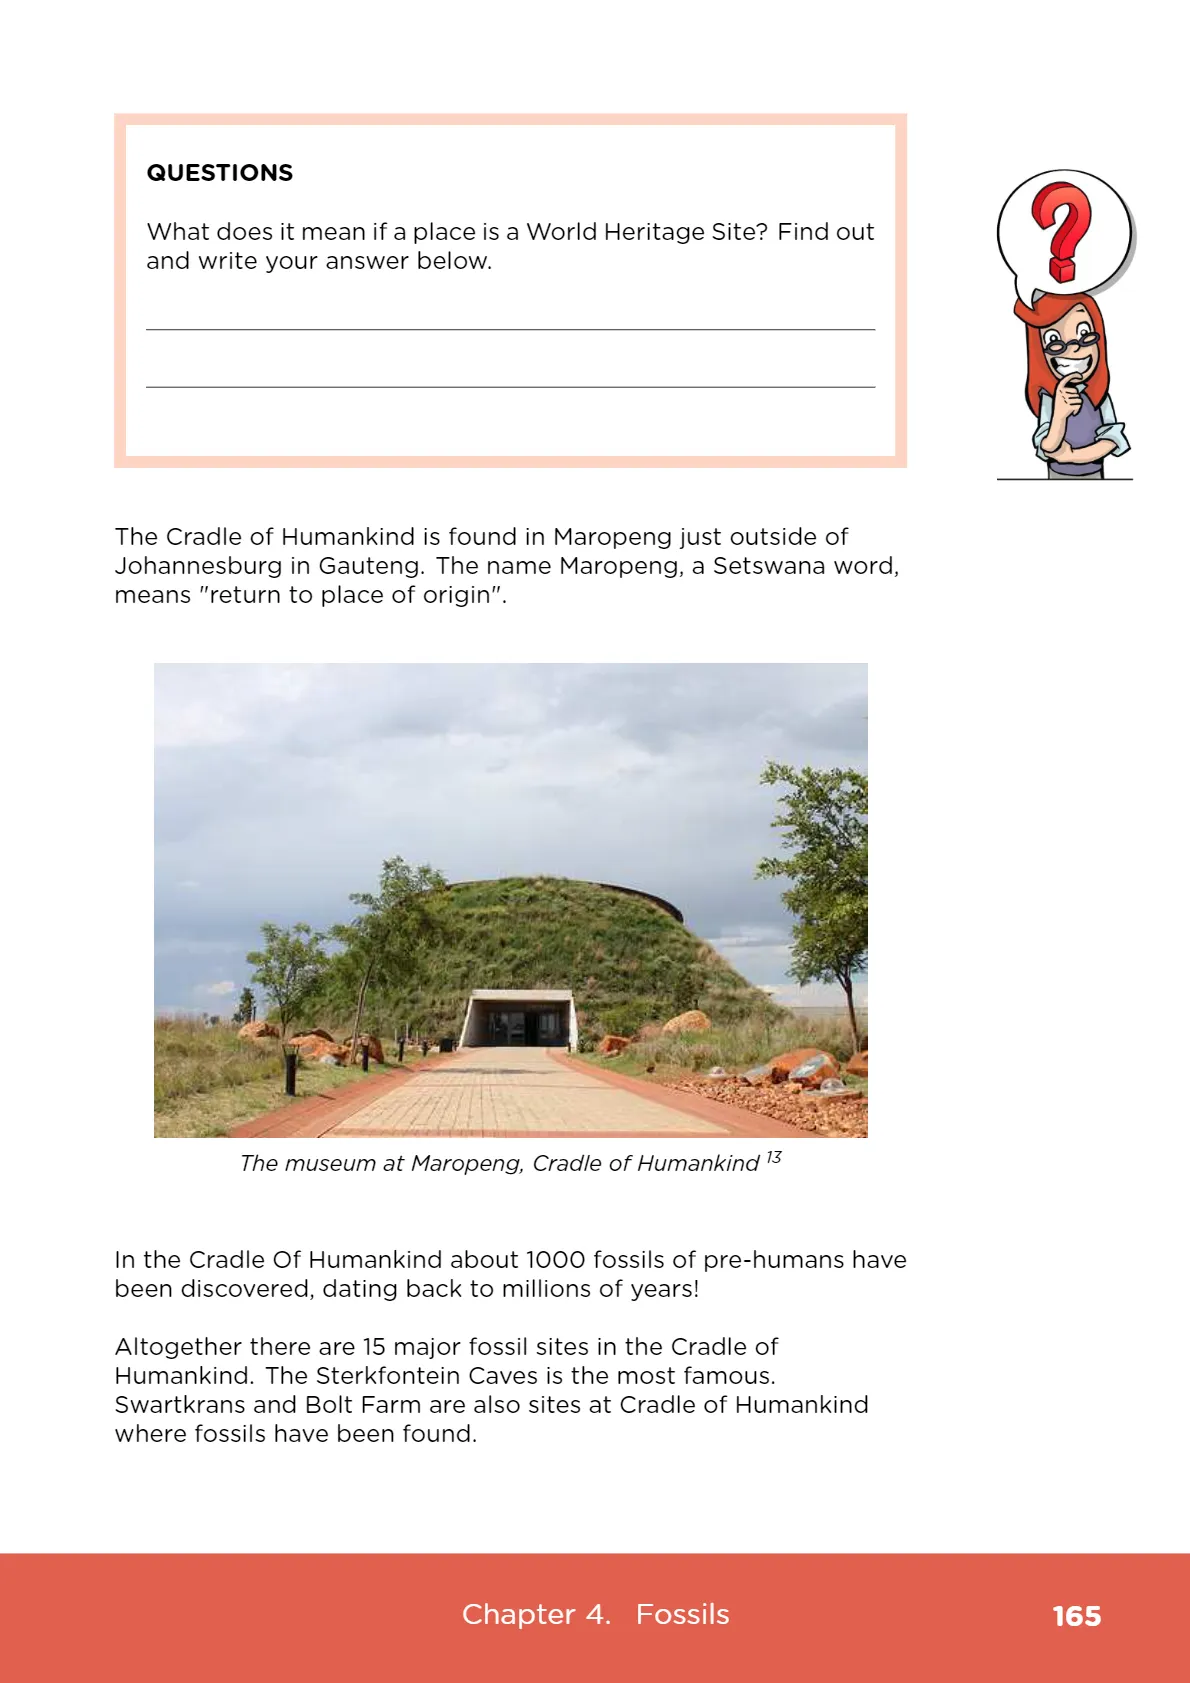 QUESTIONS
What does it mean if a place is a World Heritage Site? Find out
and write your answer below.
The Cradle of Humankind is found in Maropeng just outside of
Johannesburg in Gauteng. The name Maropeng, a Setswana word,
means "return to place of origin".
The museum at Maropeng, Cradle of Humankind 13
In the Cradle Of Humankind about 1000 fossils of pre-humans have
been discovered, dating back to millions of years!
Altogether there are 15 major fossil sites in the Cradle of
Humankind. The Sterkfontein Caves is the most famous.
Swartkrans and Bolt Farm are also sites at Cradle of Humankind
where fossils have been found.
Chapter 4. Fossils
165